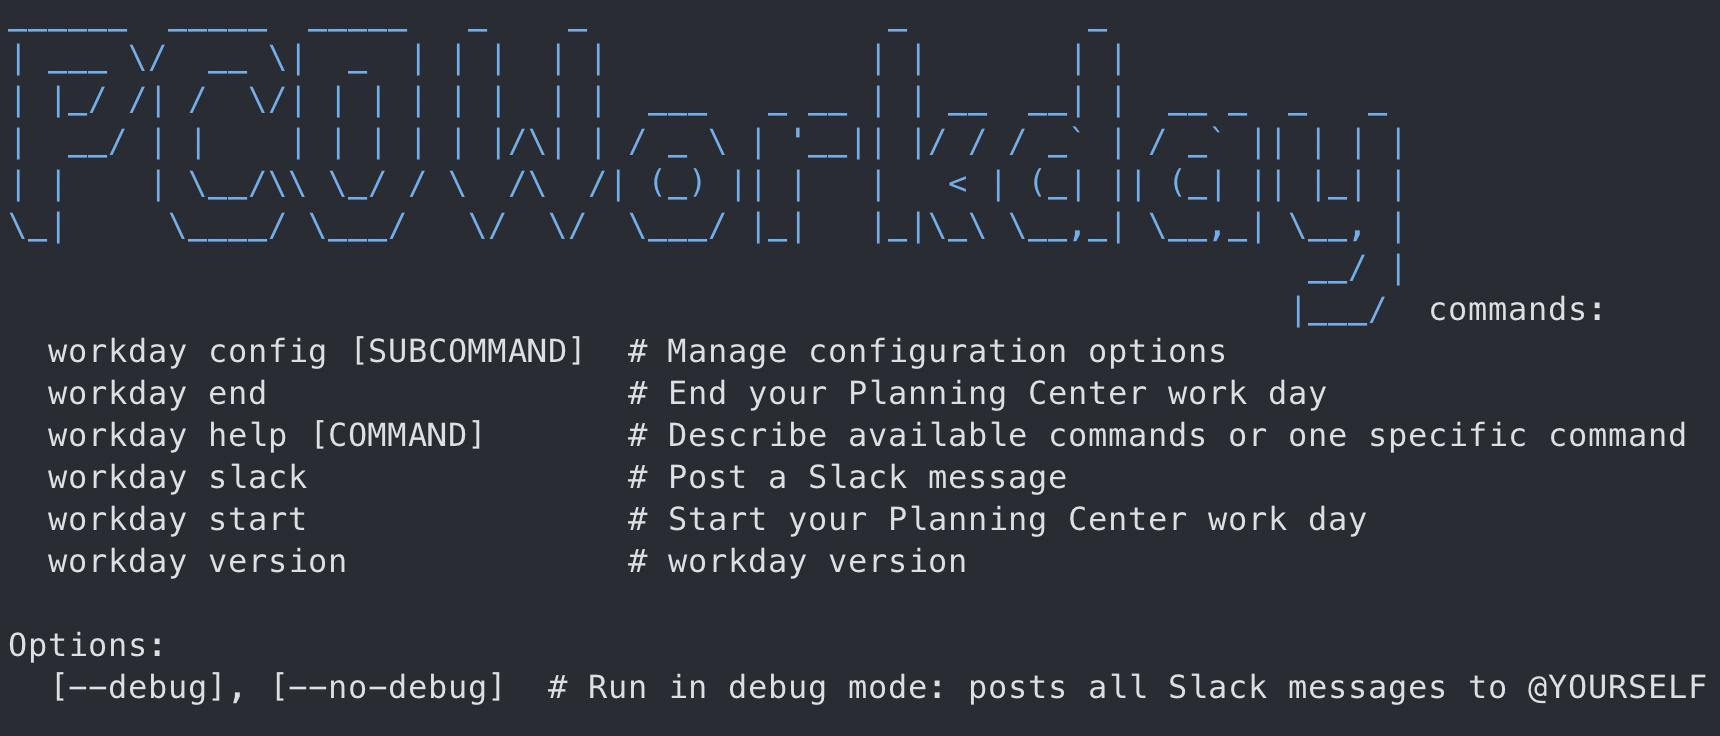 PCOWorkday commands:
workday config [SUBCOMMAND]  # Manage configuration options
workday end                  # End your Planning Center work day
workday help [COMMAND]       # Describe available commands or one specific command
workday slack                # Post a Slack message
workday start                # Start your Planning Center work day
workday version              # workday version
Options:
[--debug], [--no-debug]  # Run in debug mode: posts all Slack messages to @YOURSELF